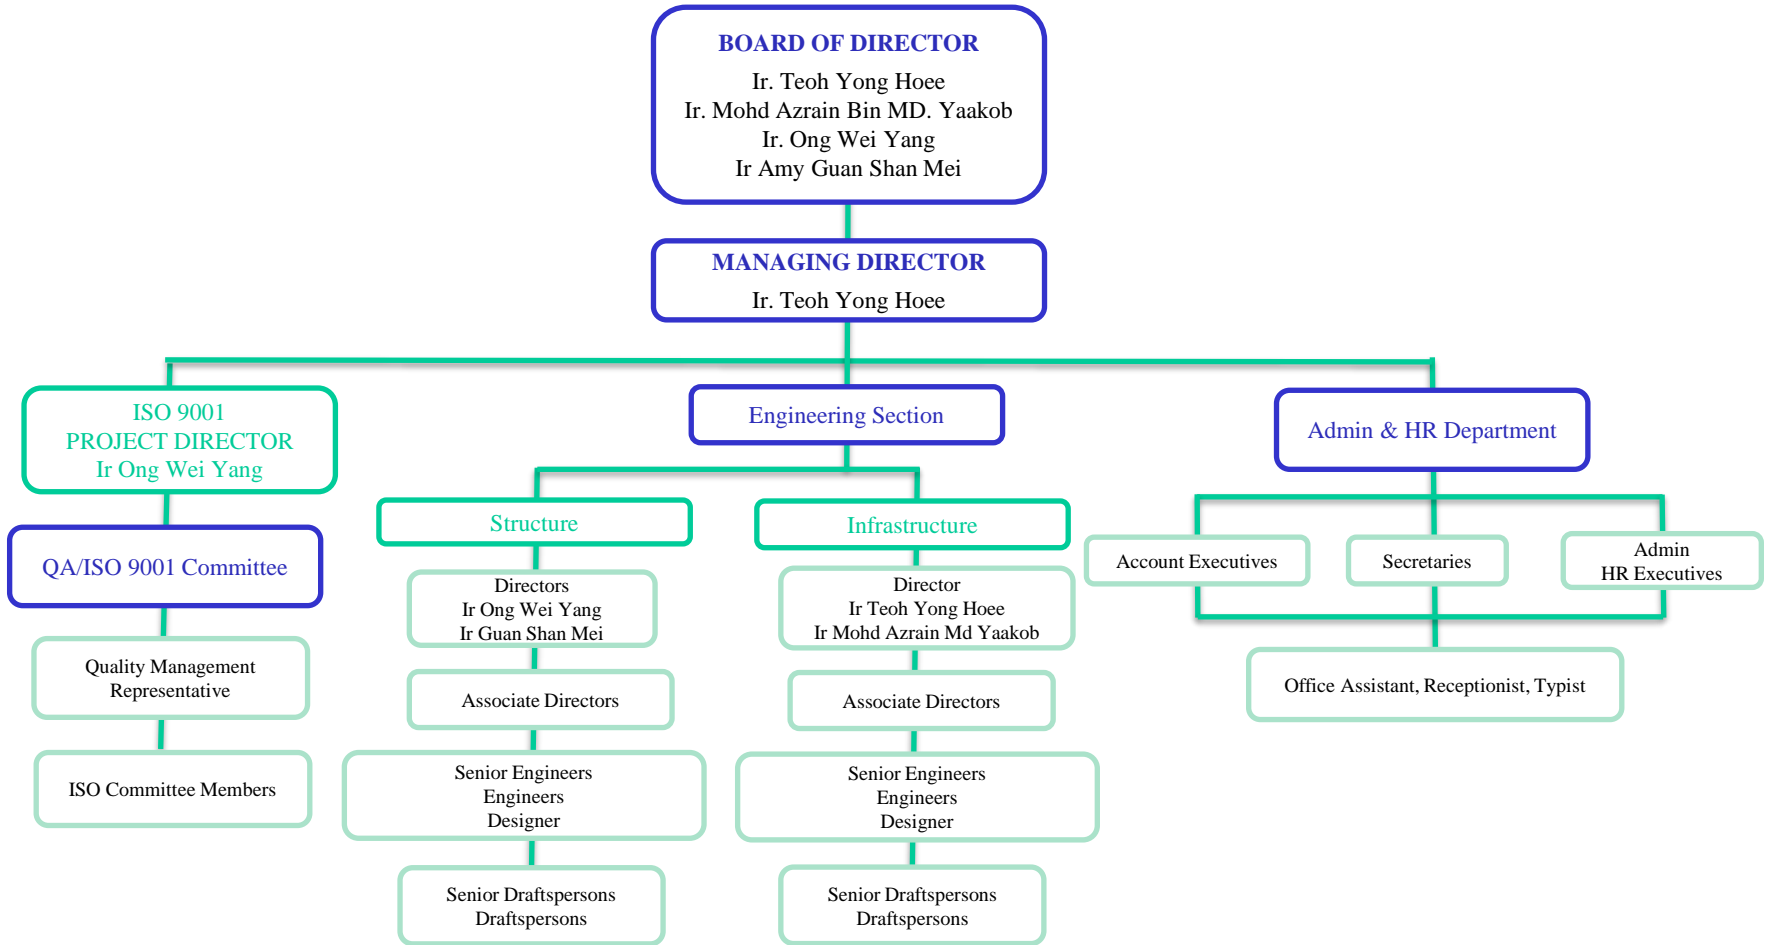 BOARD OF DIRECTOR
Ir. Teoh Yong Hoee
Ir. Mohd Azrain Bin MD. Yaakob
Ir. Ong Wei Yang
Ir Amy Guan Shan Mei
MANAGING DIRECTOR
Ir. Teoh Yong Hoee
ISO 9001
PROJECT DIRECTOR
Ir Ong Wei Yang
QA/ISO 9001 Committee
Quality Management
Representative
ISO Committee Members
Engineering Section
Structure
Directors
Ir Ong Wei Yang
Ir Guan Shan Mei
Associate Directors
Senior Engineers
Engineers
Designer
Senior Draftspersons
Draftspersons
Infrastructure
Director
Ir Teoh Yong Hoee
Ir Mohd Azrain Md Yaakob
Associate Directors
Senior Engineers
Engineers
Designer
Senior Draftspersons
Draftspersons
Admin & HR Department
Account Executives
Secretaries
Admin
HR Executives
Office Assistant, Receptionist, Typist